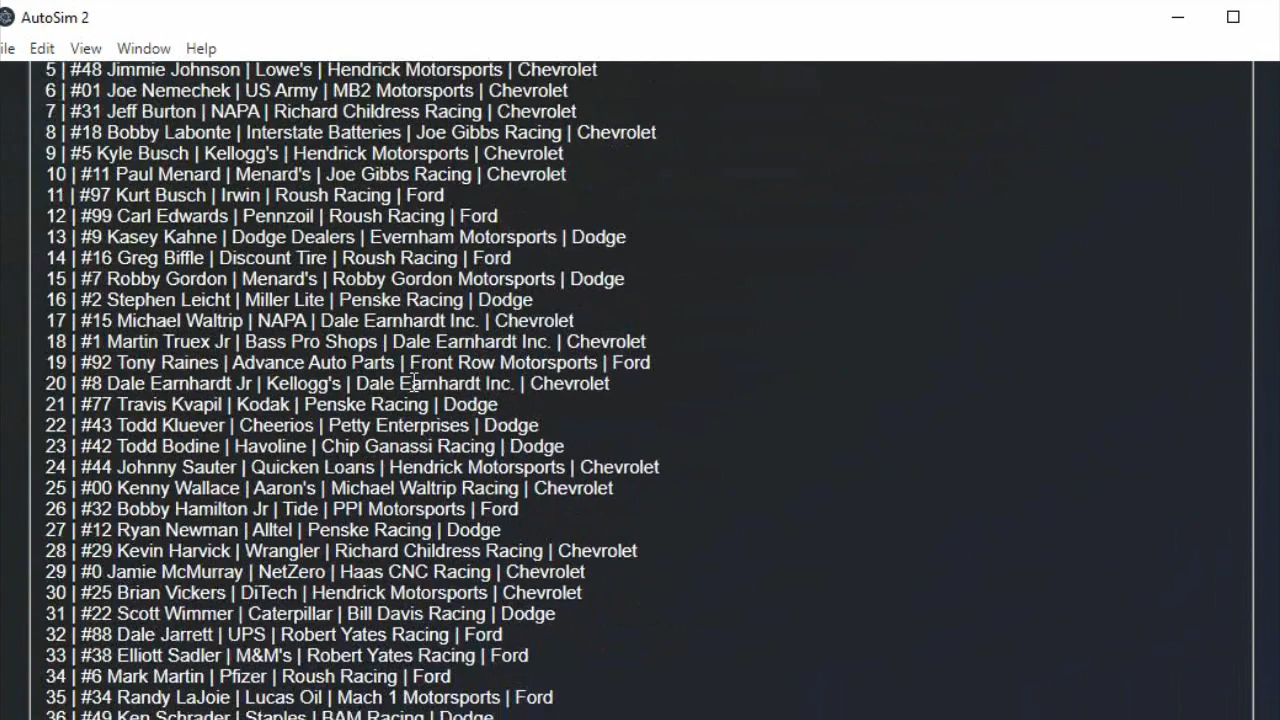 AutoSim 2
ile Edit View Window Help
5 | #48 Jimmie Johnson | Lowe's | Hendrick Motorsports | Chevrolet
6 | #01 Joe Nemechek | US Army | MB2 Motorsports | Chevrolet
7 | #31 Jeff Burton | NAPA | Richard Childress Racing | Chevrolet
8 | #18 Bobby Labonte | Interstate Batteries | Joe Gibbs Racing | Chevrolet
9 | #5 Kyle Busch | Kellogg's | Hendrick Motorsports | Chevrolet
10 | #11 Paul Menard | Menard's | Joe Gibbs Racing | Chevrolet
11 | #97 Kurt Busch | Irwin | Roush Racing | Ford
12 | #99 Carl Edwards | Pennzoil | Roush Racing | Ford
13 | #9 Kasey Kahne | Dodge Dealers | Evernham Motorsports | Dodge
14 | #16 Greg Biffle | Discount Tire | Roush Racing | Ford
15 | #7 Robby Gordon | Menard's | Robby Gordon Motorsports | Dodge
16 | #2 Stephen Leicht | Miller Lite | Penske Racing | Dodge
17 | #15 Michael Waltrip | NAPA | Dale Earnhardt Inc. | Chevrolet
18 | #1 Martin Truex Jr | Bass Pro Shops | Dale Earnhardt Inc. | Chevrolet
19 | #92 Tony Raines | Advance Auto Parts | Front Row Motorsports | Ford
20 | #8 Dale Earnhardt Jr | Kellogg's | Dale Earnhardt Inc. | Chevrolet
21 | #77 Travis Kvapil | Kodak | Penske Racing | Dodge
22 | #43 Todd Kluever | Cheerios | Petty Enterprises | Dodge
23 | #42 Todd Bodine | Havoline | Chip Ganassi Racing | Dodge
24 | #44 Johnny Sauter | Quicken Loans | Hendrick Motorsports | Chevrolet
25 | #00 Kenny Wallace | Aaron's | Michael Waltrip Racing | Chevrolet
26 | #32 Bobby Hamilton Jr | Tide | PPI Motorsports | Ford
27 | #12 Ryan Newman | Alltel | Penske Racing | Dodge
28 | #29 Kevin Harvick | Wrangler | Richard Childress Racing | Chevrolet
29 | #0 Jamie McMurray | NetZero | Haas CNC Racing | Chevrolet
30 | #25 Brian Vickers | DiTech | Hendrick Motorsports | Chevrolet
31 | #22 Scott Wimmer | Caterpillar | Bill Davis Racing | Dodge
32 | #88 Dale Jarrett | UPS | Robert Yates Racing | Ford
33 | #38 Elliott Sadler | M&M's | Robert Yates Racing | Ford
34 | #6 Mark Martin | Pfizer | Roush Racing | Ford
35 | #34 Randy LaJoie | Lucas Oil | Mach 1 Motorsports | Ford
36 | #49 Ken Schrader | Staples | BAM Racing | Dodge